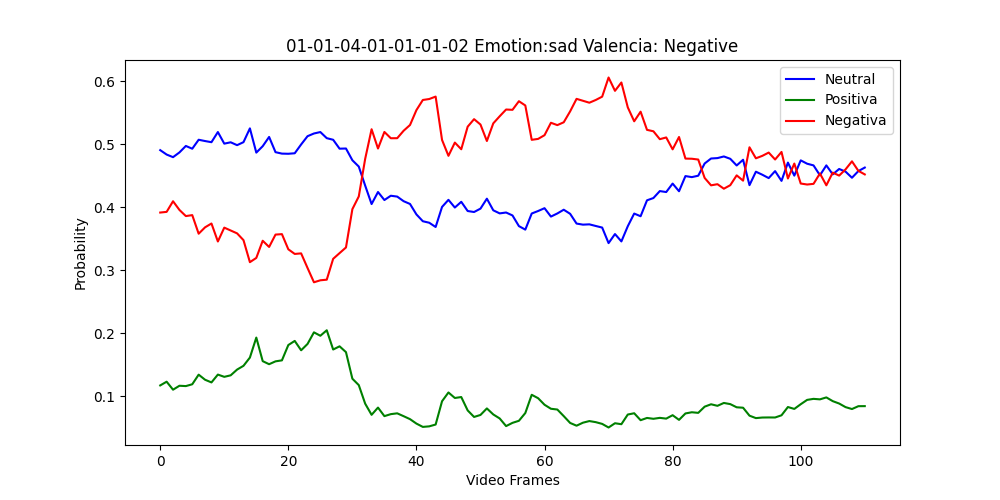 01-01-04-01-01-01-02 Emotion:sad Valencia: Negative
Neutral
Positiva
Negativa
Probability
0.6
0.5
0.4
0.3
0.2
0.1
0 20 40 60 80 100
Video Frames